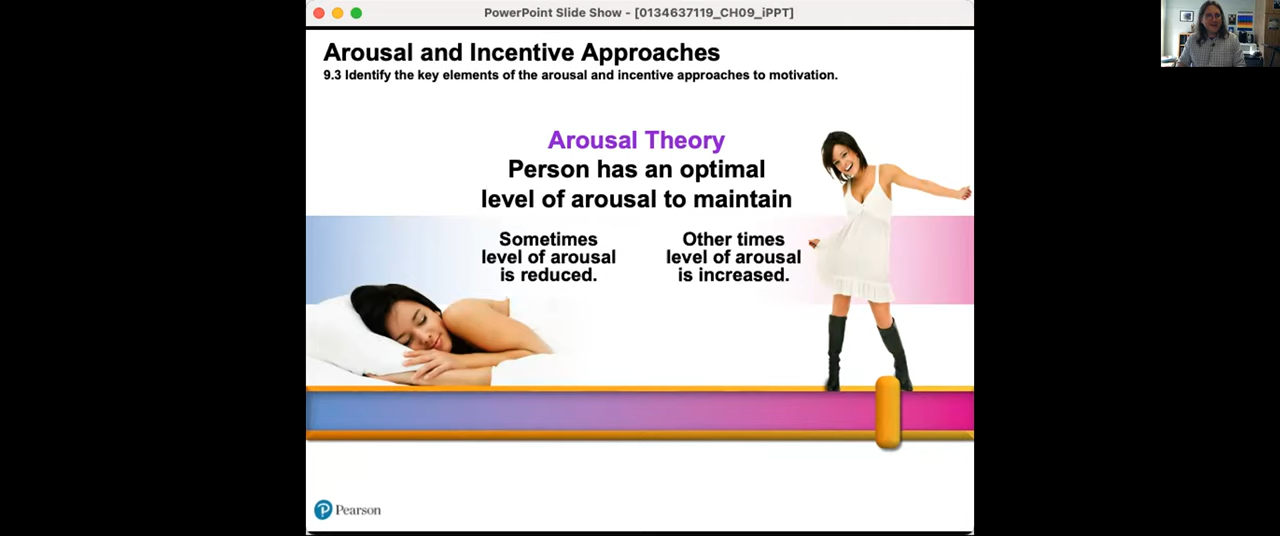 PowerPoint Slide Show - [0134637119_CH09_iPPT]
Arousal and Incentive Approaches
9.3 Identify the key elements of the arousal and incentive approaches to motivation.
Arousal Theory
Person has an optimal
level of arousal to maintain
Sometimes
level of arousal
is reduced.
Other times
level of arousal
is increased.
Pearson